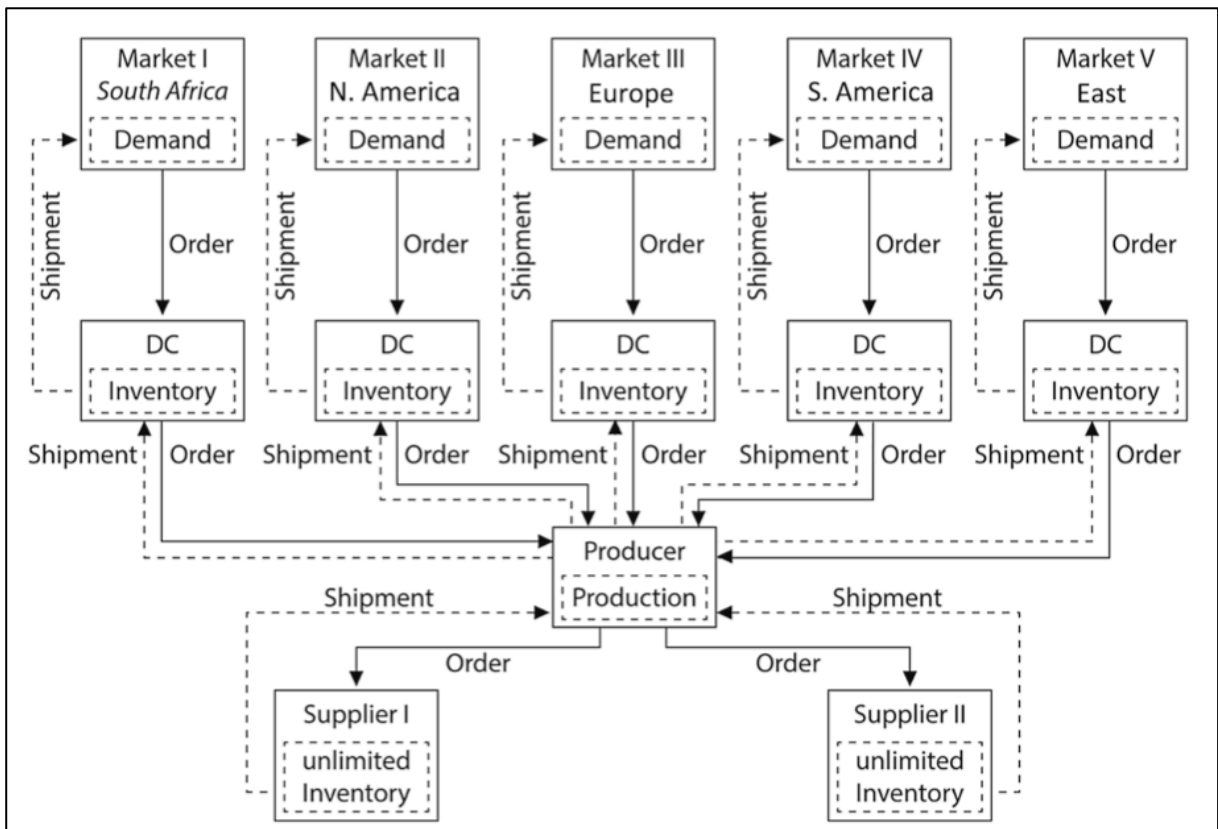 Market I
South Africa
Demand
Market II
N. America
Demand
Market III
Europe
Demand
Market IV
S. America
Demand
Market V
East
Demand
Shipment
Order
Shipment
Order
Shipment
Order
Shipment
Order
Shipment
Order
DC
Inventory
DC
Inventory
DC
Inventory
DC
Inventory
DC
Inventory
Shipment
Order
Shipment
Order
Shipment
Order
Shipment
Order
Shipment
Order
Producer
Production
Shipment
Shipment
Order
Order
Supplier I
unlimited
Inventory
Supplier II
unlimited
Inventory